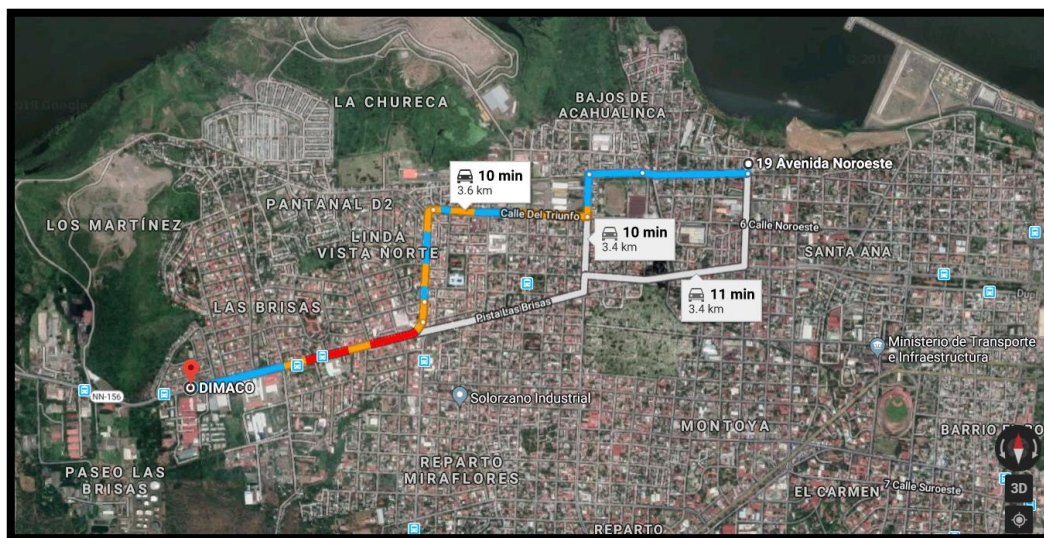 LA CHURECA
BAJOS DE
ACAHUALINCA
19 Avenida Noroeste
10 min
3.6 km
PANTANAL D2
Calle Del Triunfo
LOS MARTÍNEZ
LINDA
VISTA NORTE
10 min
3.4 km
6 Calle Noroeste
SANTA ANA
11 min
3.4 km
LAS BRISAS
Pista Las Brisas
Ministerio de Transporte
e Infraestructura
DIMACO
NN-156
Solorzano Industrial
MONTOYA
PASEO LAS
BRISAS
REPARTO
MIRAFLORES
EL CARMEN
7 Calle Suroeste
3D
REPARTO